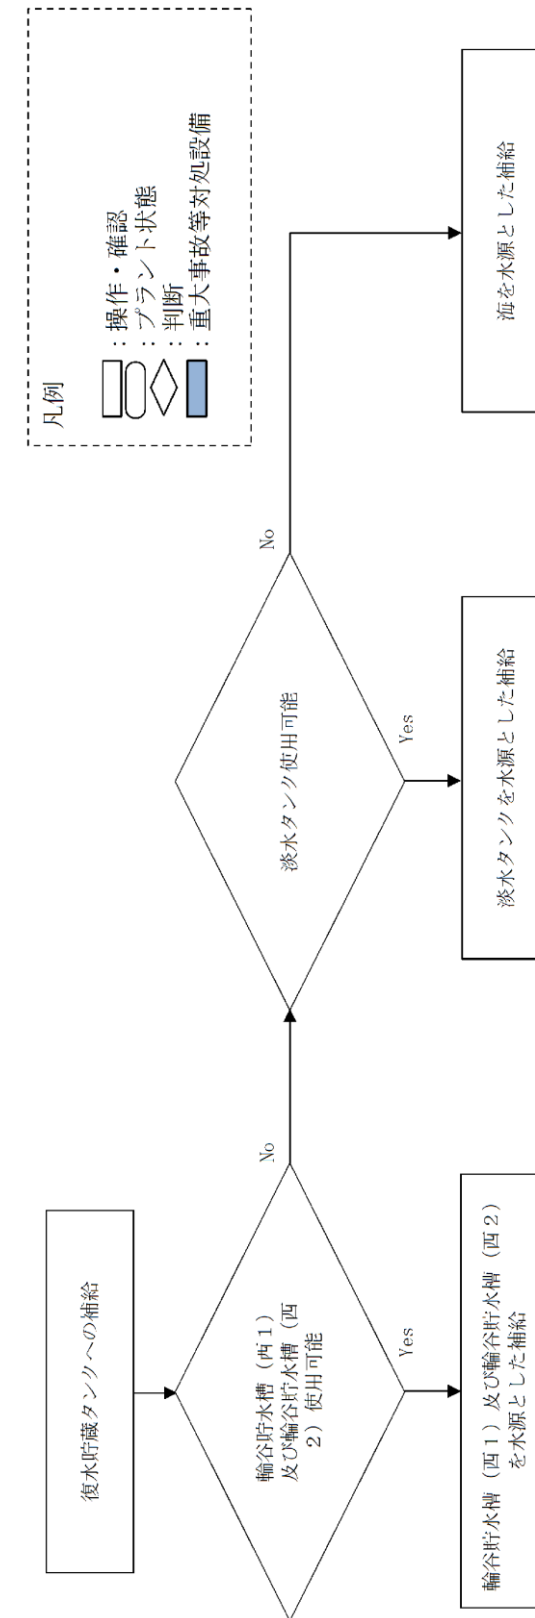 凡例
：操作・確認
：プラント状態
：判断
：重大事故等対処設備
復水貯蔵タンクへの補給
輪谷貯水槽（西１）
及び輪谷貯水槽（西
２）使用可能
No
Yes
輪谷貯水槽（西１）及び輪谷貯水槽（西２）
を水源とした補給
淡水タンク使用可能
No
Yes
淡水タンクを水源とした補給
海を水源とした補給